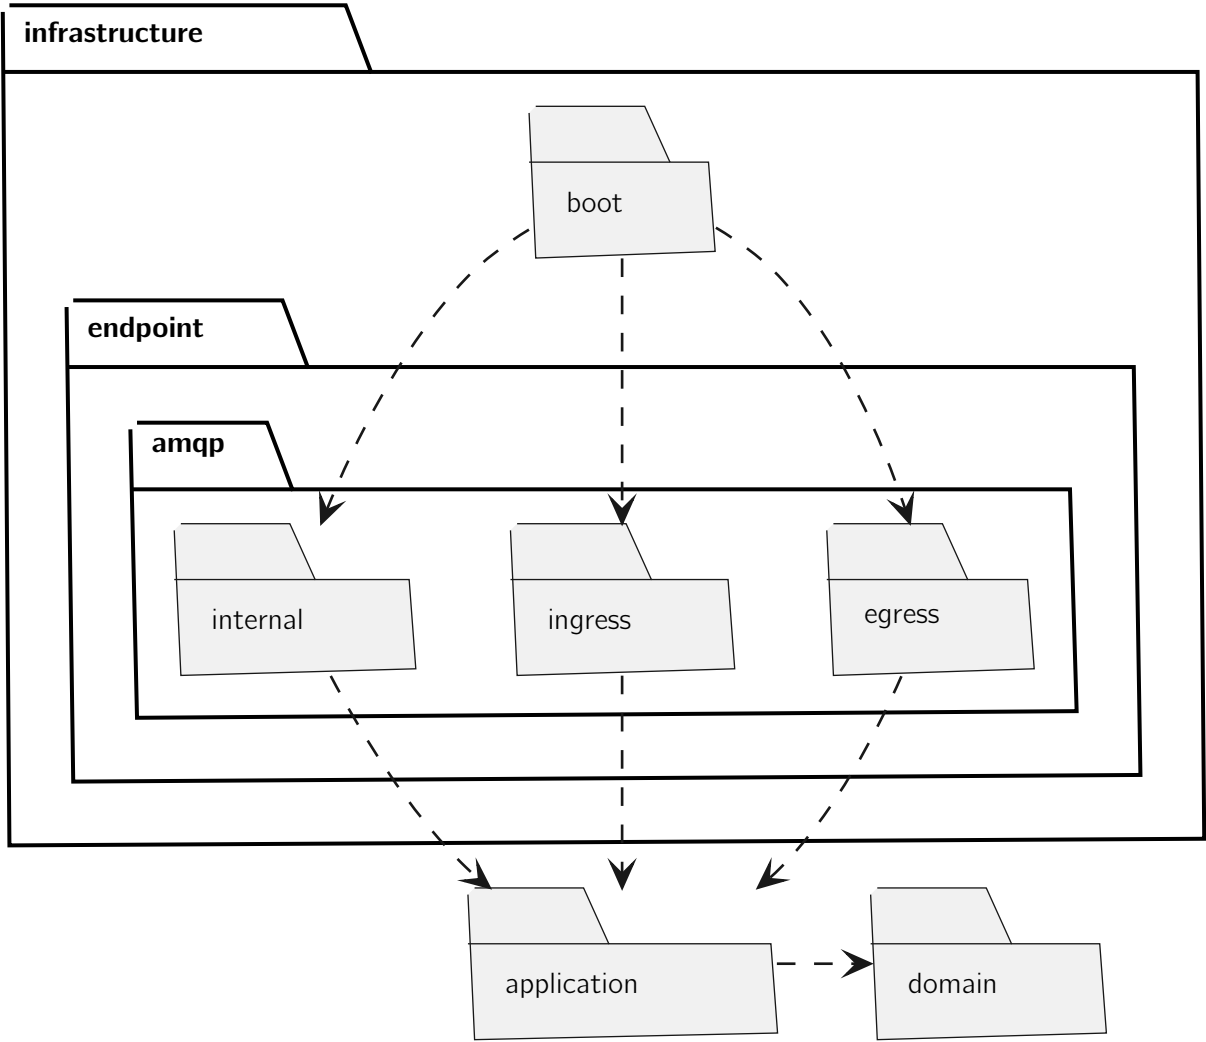 infrastructure
boot
endpoint
amqp
internal
ingress
egress
application
domain